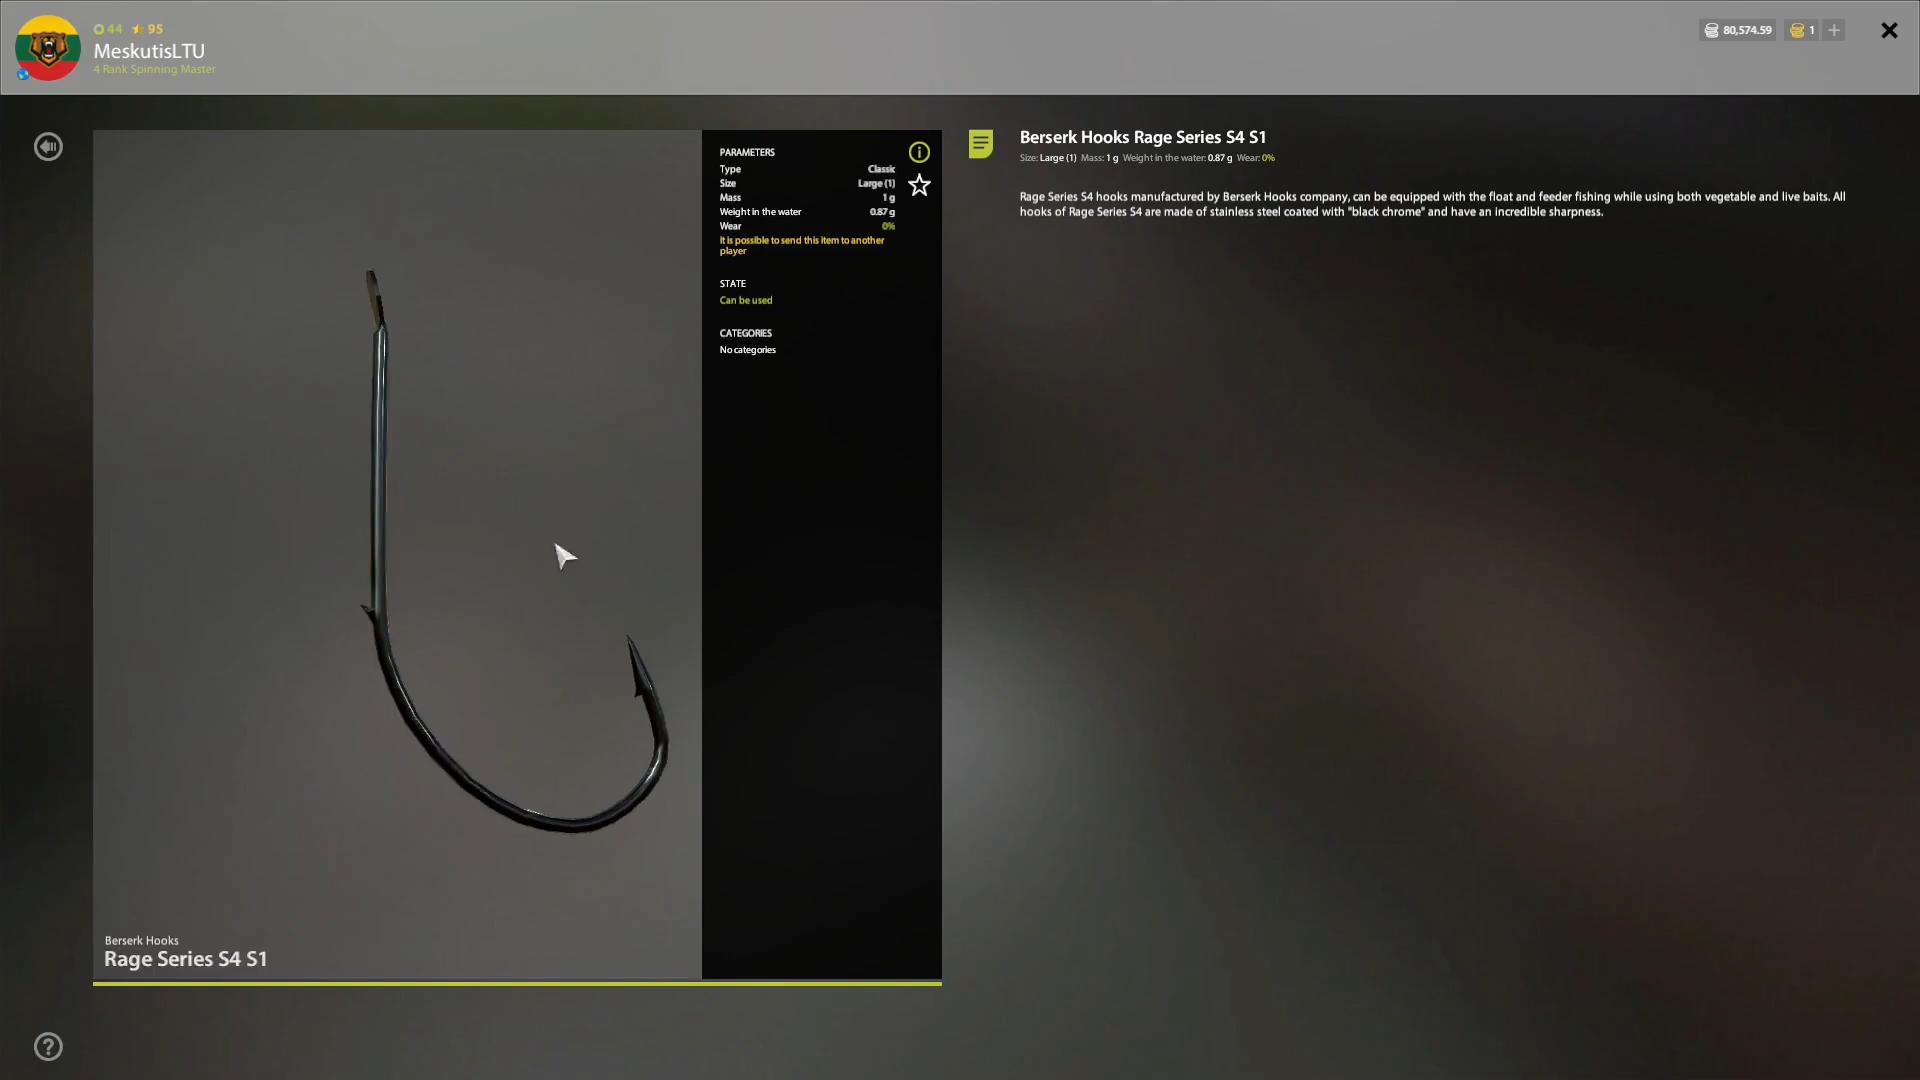 44 95
MeskutisLTU
4 Rank Spinning Master
80,574.59 1
PARAMETERS
Type Classic
Size Large (1)
Mass 1 g
Weight in the water 0.87 g
Wear 0%
It is possible to send this item to another
player
STATE
Can be used
CATEGORIES
No categories
Berserk Hooks
Rage Series S4 S1
Berserk Hooks Rage Series S4 S1
Size: Large (1) Mass: 1 g Weight in the water: 0.87 g Wear: 0%
Rage Series S4 hooks manufactured by Berserk Hooks company, can be equipped with the float and feeder fishing while using both vegetable and live baits. All
hooks of Rage Series S4 are made of stainless steel coated with "black chrome" and have an incredible sharpness.